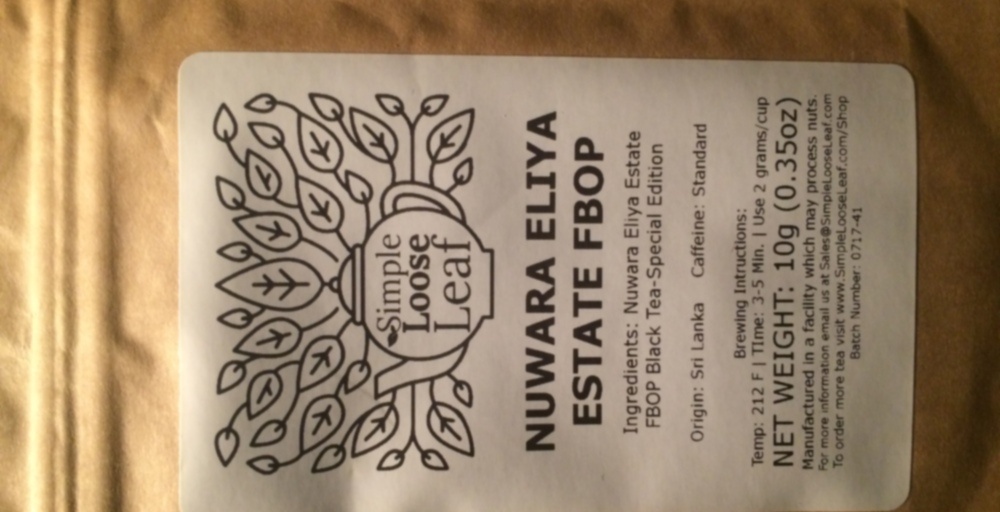 Simple
Loose
Leaf
NUWARA ELIYA
ESTATE FBOP
Ingredients: Nuwara Eliya Estate
FBOP Black Tea-Special Edition
Origin: Sri Lanka Caffeine: Standard
Brewing Intructions:
Temp: 212 F | TIme: 3-5 Min. | Use 2 grams/cup
NET WEIGHT: 10g (0.35oz)
Manufactured in a facility which may process nuts.
For more information email us at Sales@SimpleLooseLeaf.com
To order more tea visit www.SimpleLooseLeaf.com/Shop
Batch Number: 0717-41